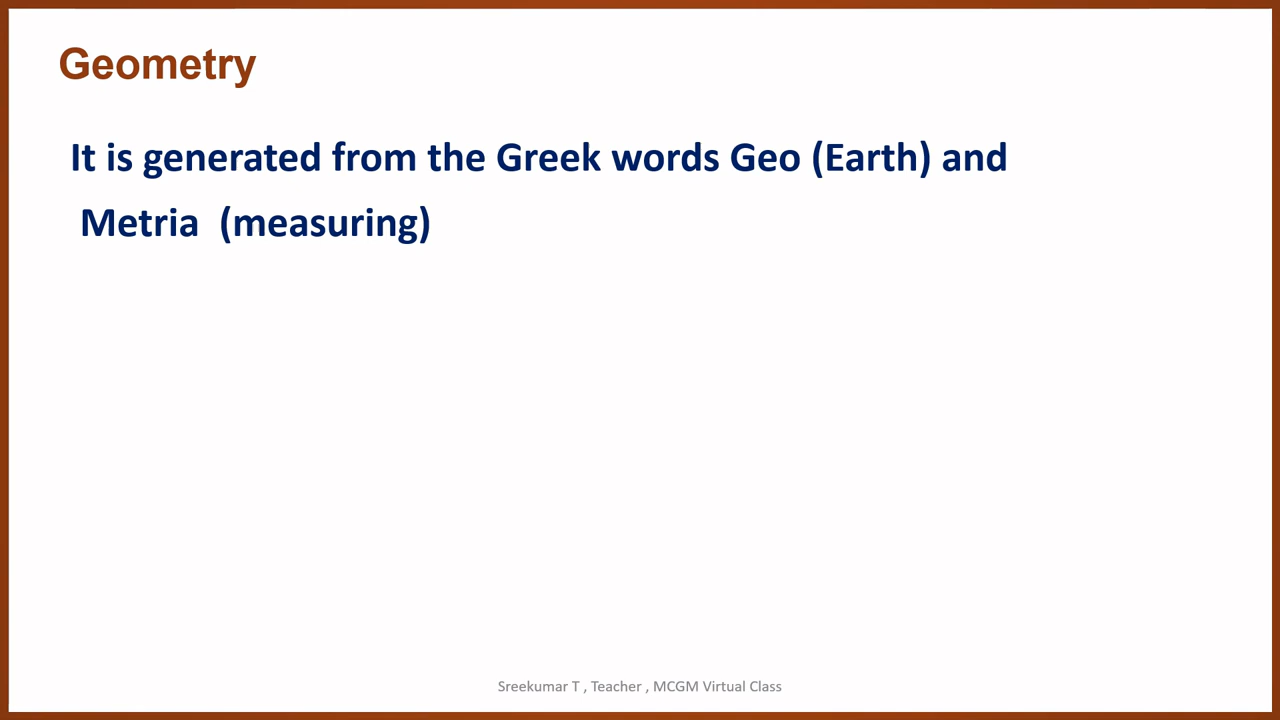 Geometry
It is generated from the Greek words Geo (Earth) and
Metria (measuring)
Sreekumar T , Teacher , MCGM Virtual Class